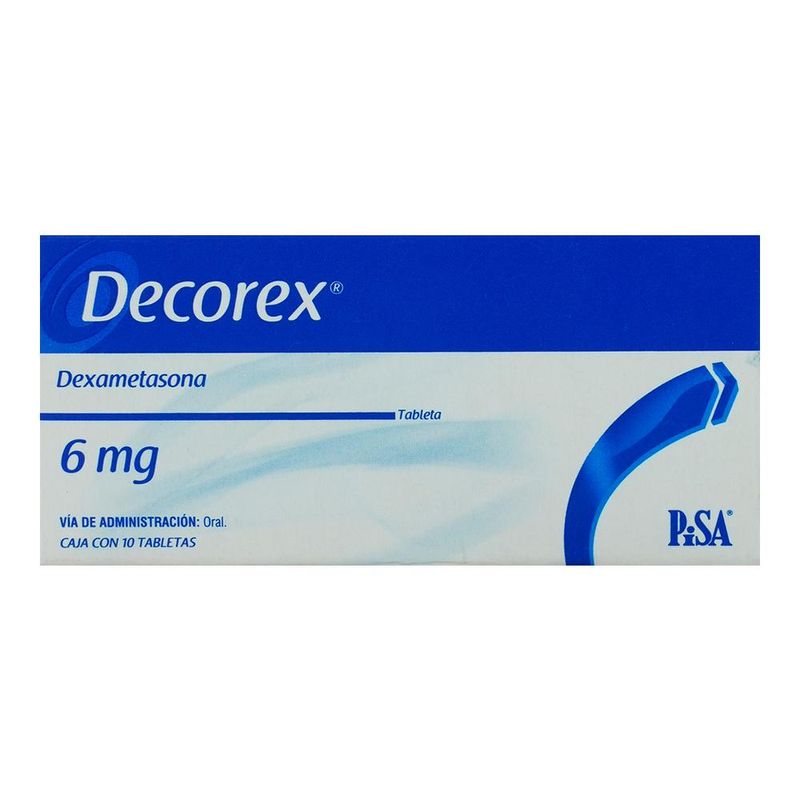 Decorex®
Dexametasona
Tableta
6 mg
VÍA DE ADMINISTRACIÓN: Oral.
CAJA CON 10 TABLETAS
PiSA®